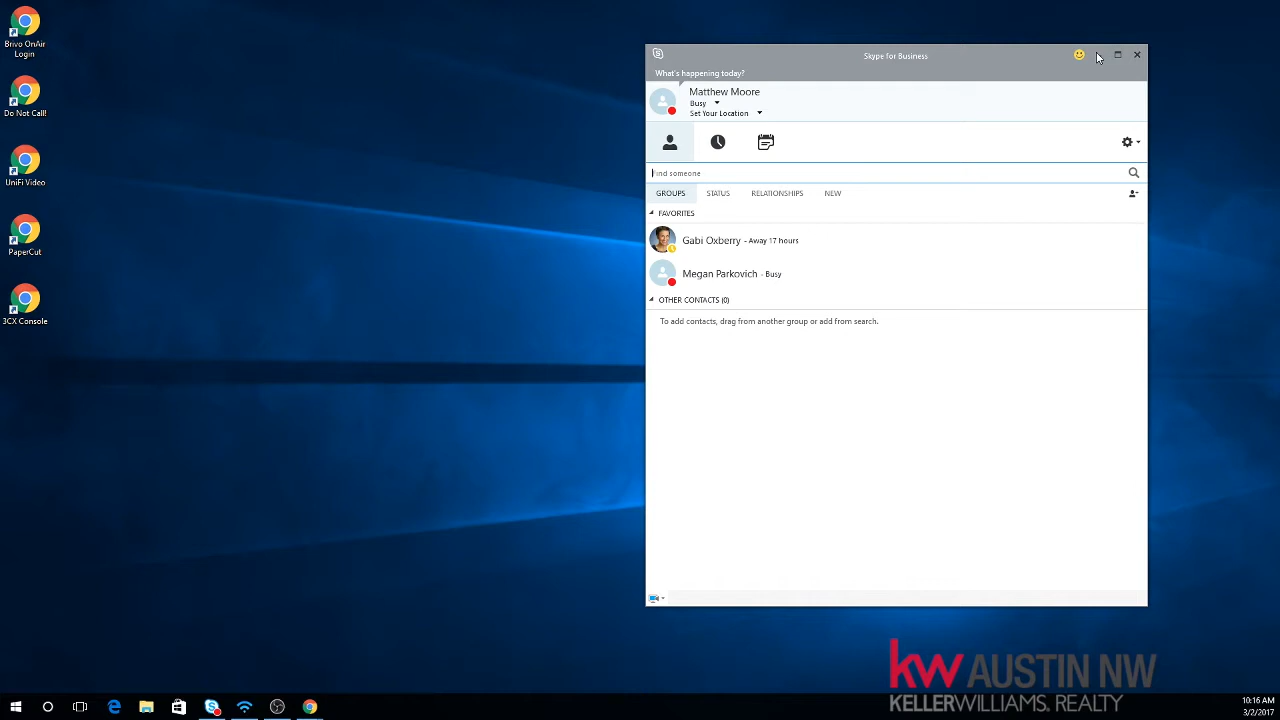 Brivo OnAir
Login
Do Not Call!
UniFi Video
PaperCut
3CX Console
Skype for Business
What's happening today?
Matthew Moore
Busy
Set Your Location
Find someone
GROUPS STATUS RELATIONSHIPS NEW
FAVORITES
Gabi Oxberry - Away 17 hours
Megan Parkovich - Busy
OTHER CONTACTS (0)
To add contacts, drag from another group or add from search.
kw AUSTIN NW
KELLERWILLIAMS. REALTY
10:16 AM
3/2/2017